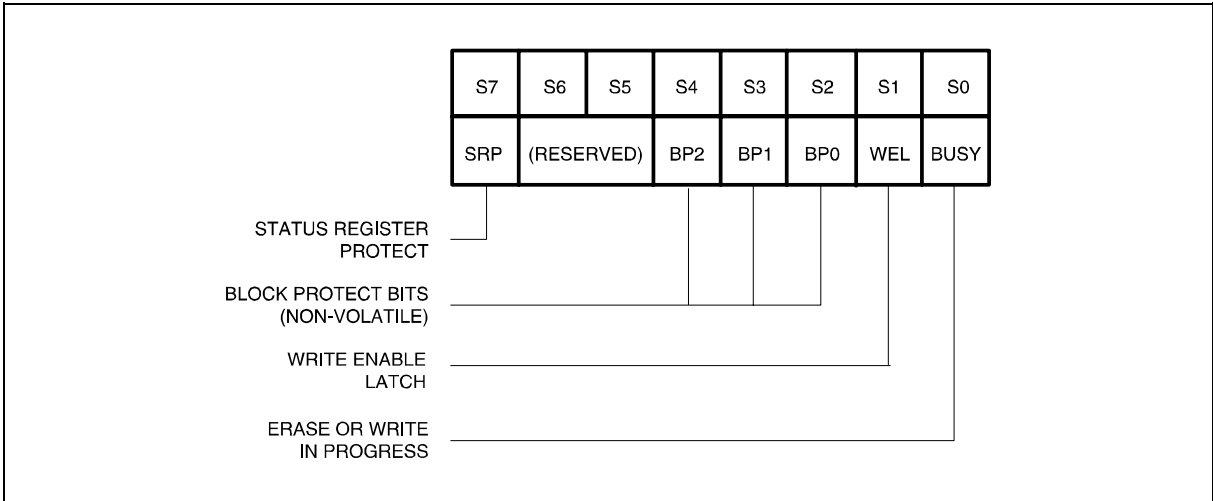 S7 S6 S5 S4 S3 S2 S1 S0
SRP (RESERVED) BP2 BP1 BP0 WEL BUSY
STATUS REGISTER
PROTECT
BLOCK PROTECT BITS
(NON-VOLATILE)
WRITE ENABLE
LATCH
ERASE OR WRITE
IN PROGRESS